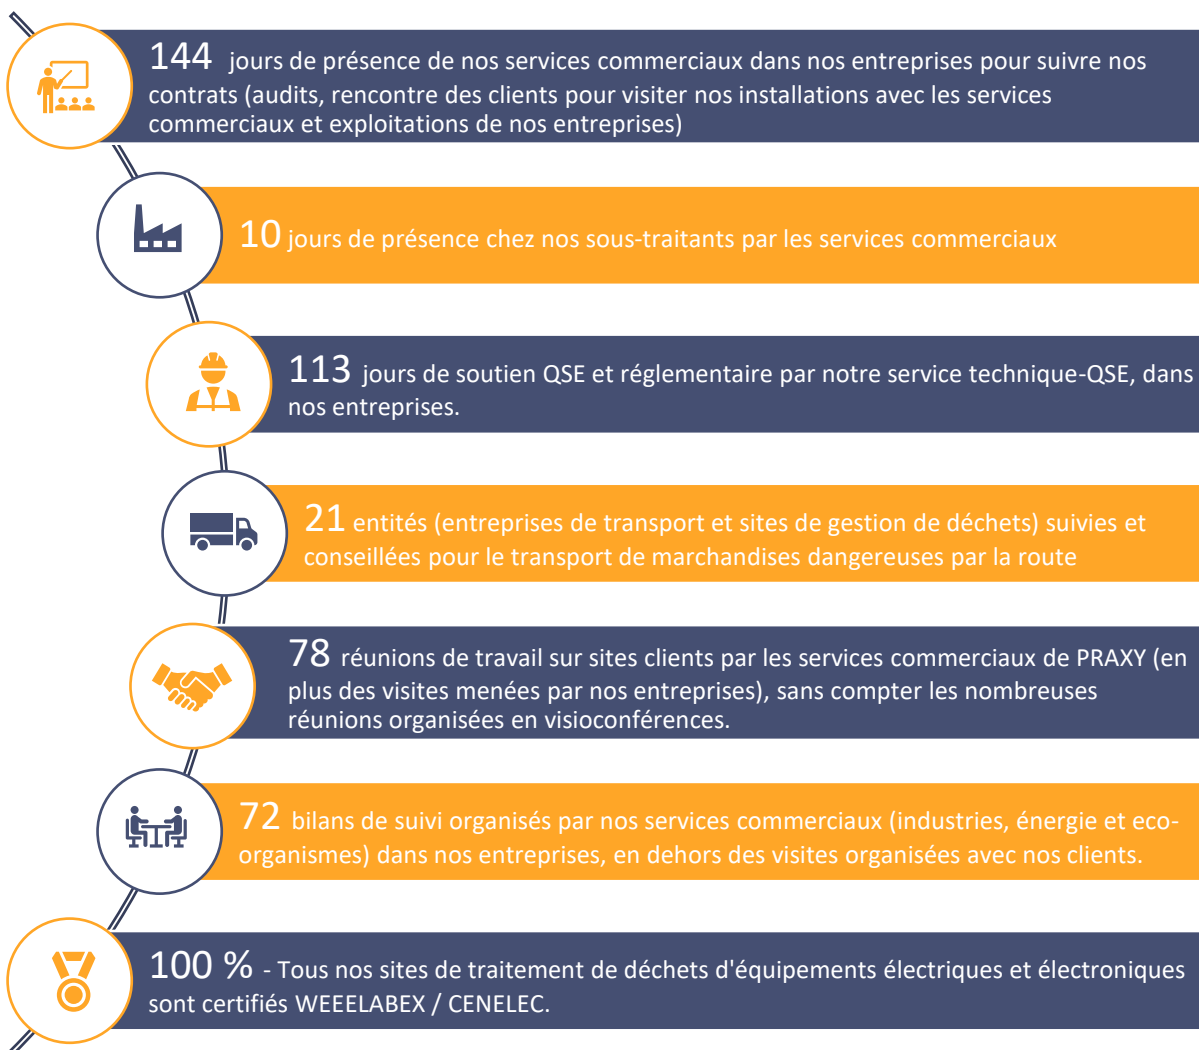 144 jours de présence de nos services commerciaux dans nos entreprises pour suivre nos
contrats (audits, rencontre des clients pour visiter nos installations avec les services
commerciaux et exploitations de nos entreprises)
10 jours de présence chez nos sous-traitants par les services commerciaux
113 jours de soutien QSE et réglementaire par notre service technique-QSE, dans
nos entreprises.
21 entités (entreprises de transport et sites de gestion de déchets) suivies et
conseillées pour le transport de marchandises dangereuses par la route
78 réunions de travail sur sites clients par les services commerciaux de PRAXY (en
plus des visites menées par nos entreprises), sans compter les nombreuses
réunions organisées en visioconférences.
72 bilans de suivi organisés par nos services commerciaux (industries, énergie et eco-
organismes) dans nos entreprises, en dehors des visites organisées avec nos clients.
100 % - Tous nos sites de traitement de déchets d'équipements électriques et électroniques
sont certifiés WEEELABEX / CENELEC.